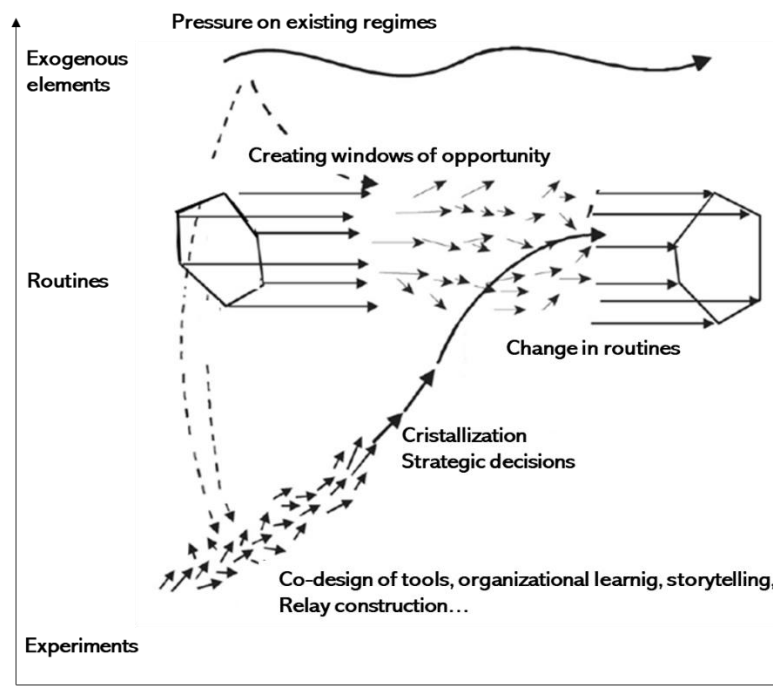 Pressure on existing regimes
Exogenous
elements
Creating windows of opportunity
Routines
Change in routines
Cristallization
Strategic decisions
Co-design of tools, organizational learnig, storytelling,
Relay construction...
Experiments